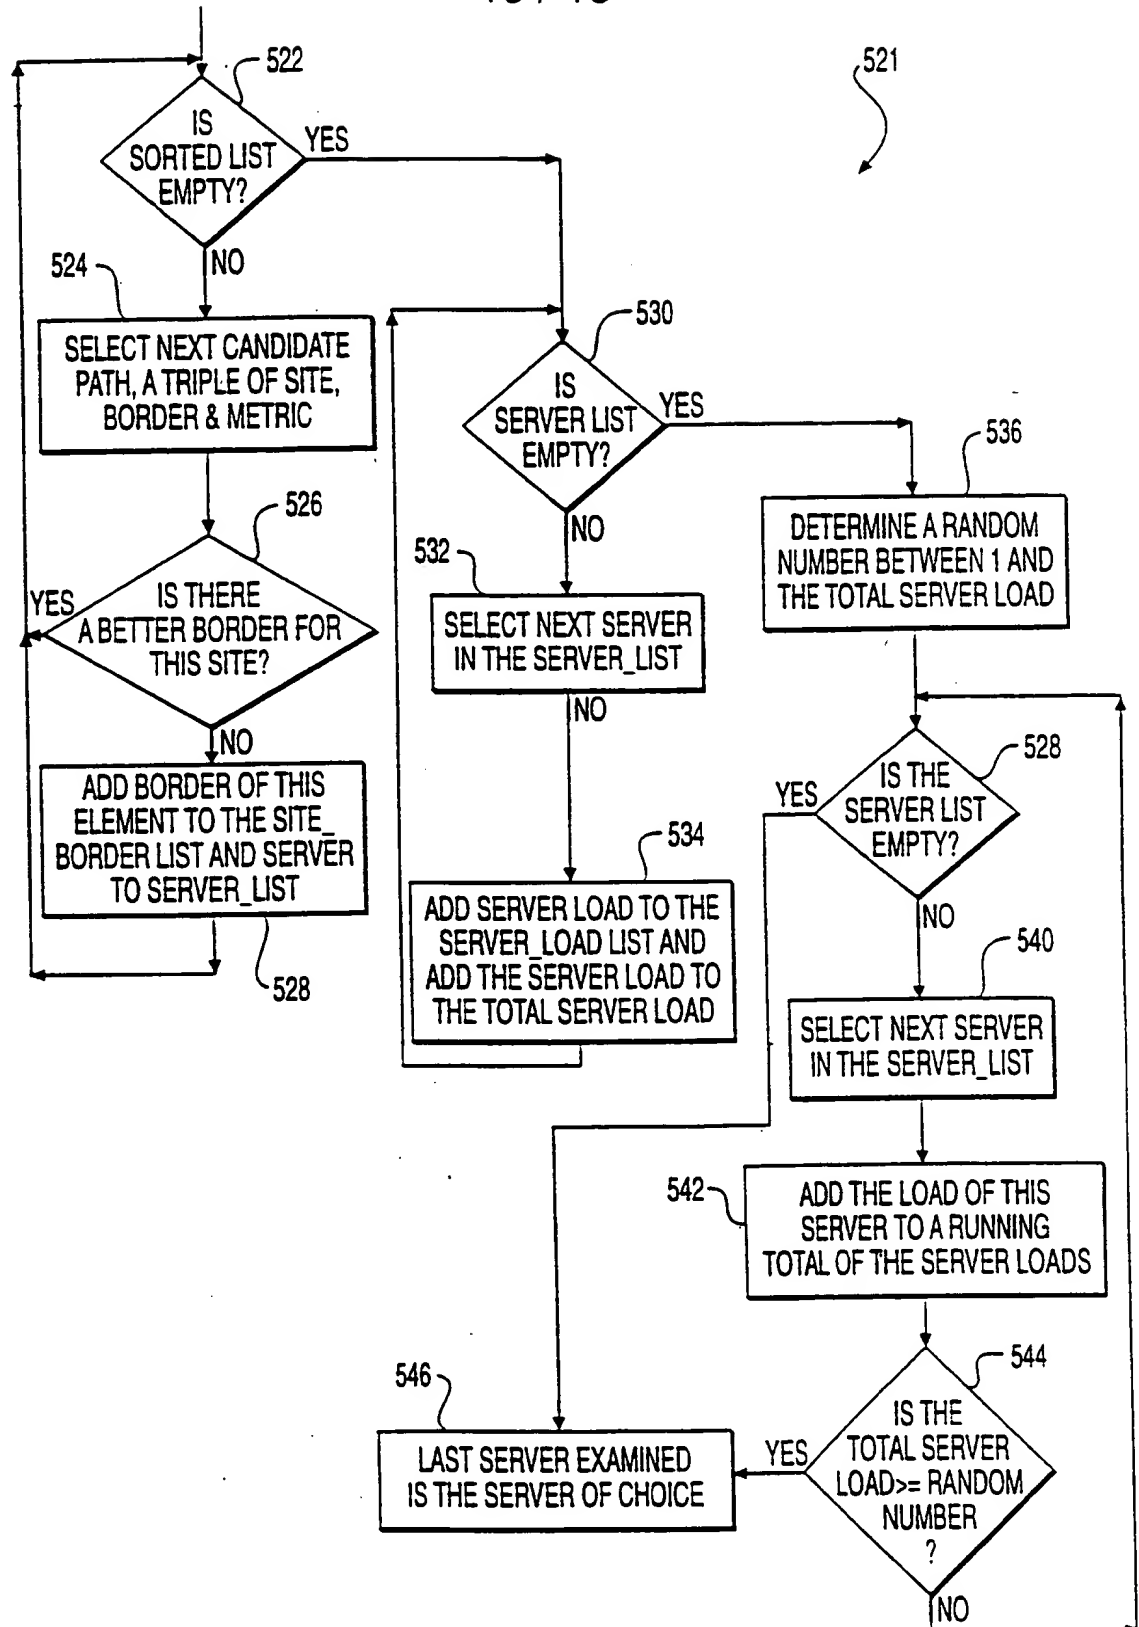 522
521
IS
SORTED LIST
EMPTY?
YES
NO
524
SELECT NEXT CANDIDATE
PATH, A TRIPLE OF SITE,
BORDER & METRIC
526
IS THERE
A BETTER BORDER FOR
THIS SITE?
YES
NO
ADD BORDER OF THIS
ELEMENT TO THE SITE_
BORDER LIST AND SERVER
TO SERVER_LIST
528
530
IS
SERVER LIST
EMPTY?
YES
NO
532
SELECT NEXT SERVER
IN THE SERVER_LIST
NO
534
ADD SERVER LOAD TO THE
SERVER_LOAD LIST AND
ADD THE SERVER LOAD TO
THE TOTAL SERVER LOAD
536
DETERMINE A RANDOM
NUMBER BETWEEN 1 AND
THE TOTAL SERVER LOAD
528
IS THE
SERVER LIST
EMPTY?
YES
NO
540
SELECT NEXT SERVER
IN THE SERVER_LIST
542
ADD THE LOAD OF THIS
SERVER TO A RUNNING
TOTAL OF THE SERVER LOADS
544
IS THE
TOTAL SERVER
LOAD>= RANDOM
NUMBER
?
YES
NO
546
LAST SERVER EXAMINED
IS THE SERVER OF CHOICE